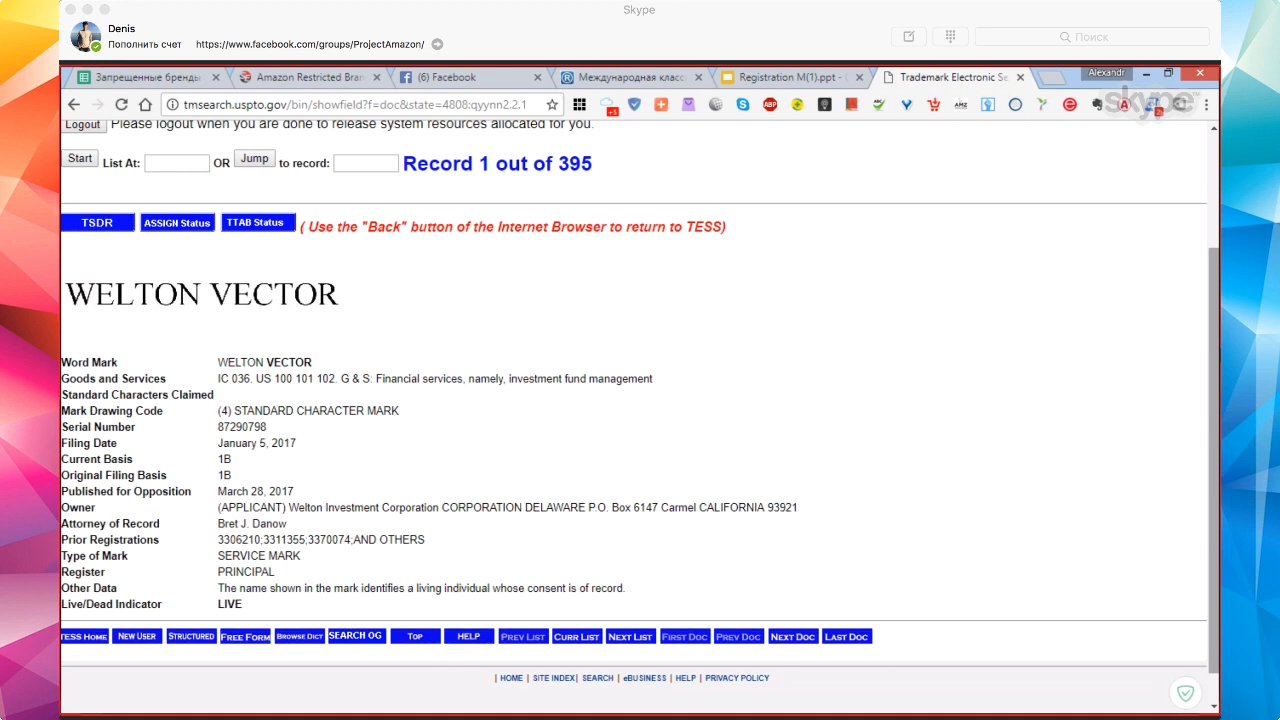 Skype
Denis
Пополнить счет https://www.facebook.com/groups/ProjectAmazon/
Поиск
Запрещенные бренды
Amazon Restricted Bran
(6) Facebook
Международная класс
Registration M(1).ppt -
Trademark Electronic Se
Alexandr
tmsearch.uspto.gov/bin/showfield?f=doc&state=4808:qyynn2.2.1
skype™
Logout Please logout when you are done to release system resources allocated for you.
Start List At: OR Jump to record: Record 1 out of 395
TSDR ASSIGN Status TTAB Status ( Use the "Back" button of the Internet Browser to return to TESS)
WELTON VECTOR
Word Mark WELTON VECTOR
Goods and Services IC 036. US 100 101 102. G & S: Financial services, namely, investment fund management
Standard Characters Claimed
Mark Drawing Code (4) STANDARD CHARACTER MARK
Serial Number 87290798
Filing Date January 5, 2017
Current Basis 1B
Original Filing Basis 1B
Published for Opposition March 28, 2017
Owner (APPLICANT) Welton Investment Corporation CORPORATION DELAWARE P.O. Box 6147 Carmel CALIFORNIA 93921
Attorney of Record Bret J. Danow
Prior Registrations 3306210;3311355;3370074;AND OTHERS
Type of Mark SERVICE MARK
Register PRINCIPAL
Other Data The name shown in the mark identifies a living individual whose consent is of record.
Live/Dead Indicator LIVE
TESS HOME NEW USER STRUCTURED FREE FORM BROWSE DICT SEARCH OG TOP HELP PREV LIST CURR LIST NEXT LIST FIRST DOC PREV DOC NEXT DOC LAST DOC
| HOME | SITE INDEX| SEARCH | eBUSINESS | HELP | PRIVACY POLICY